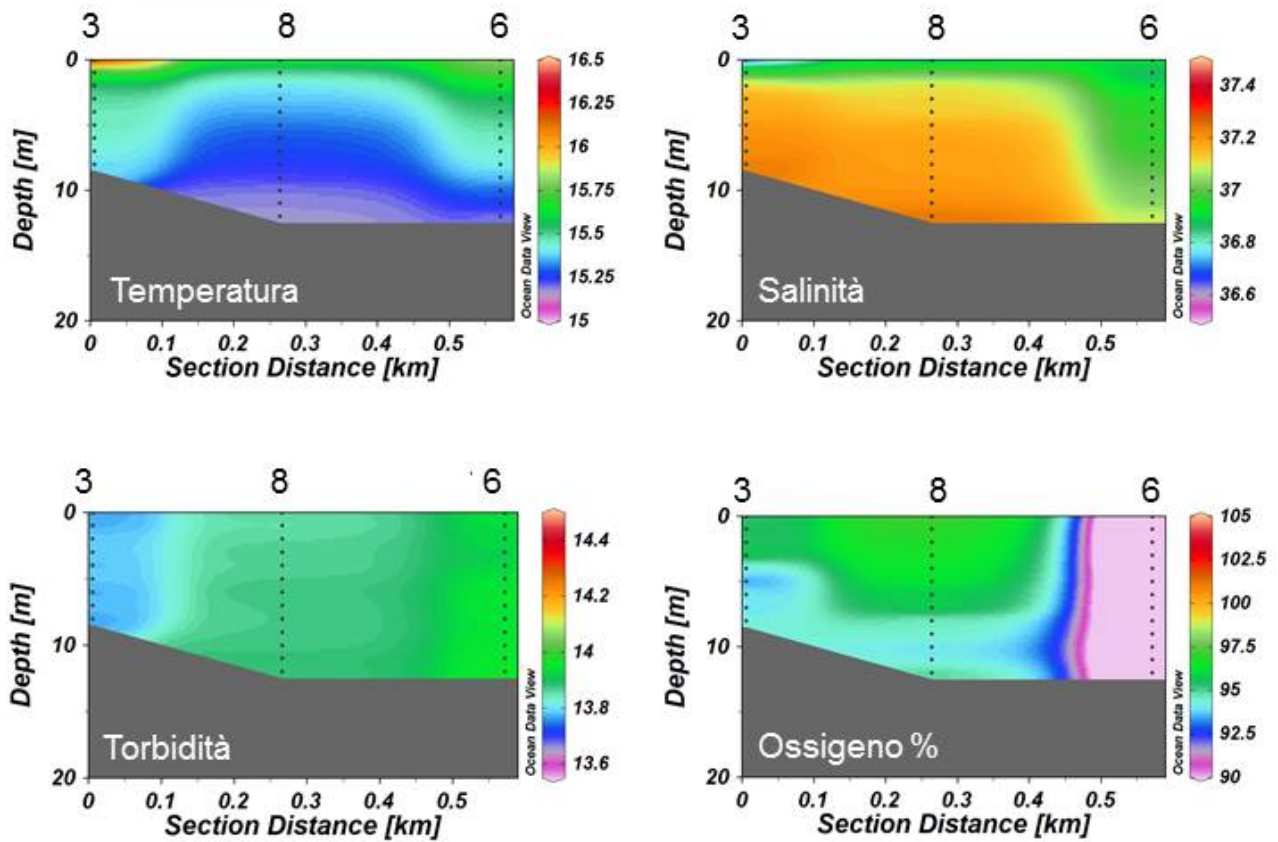 3 8 6
0
10
20
Depth [m]
Temperatura
0 0.1 0.2 0.3 0.4 0.5
Section Distance [km]
16.5
16.25
16
15.75
15.5
15.25
15
Ocean Data View
3 8 6
0
10
20
Depth [m]
Salinità
0 0.1 0.2 0.3 0.4 0.5
Section Distance [km]
37.4
37.2
37
36.8
36.6
Ocean Data View
3 8 6
0
10
20
Depth [m]
Torbidità
0 0.1 0.2 0.3 0.4 0.5
Section Distance [km]
14.4
14.2
14
13.8
13.6
Ocean Data View
3 8 6
0
10
20
Depth [m]
Ossigeno %
0 0.1 0.2 0.3 0.4 0.5
Section Distance [km]
105
102.5
100
97.5
95
92.5
90
Ocean Data View